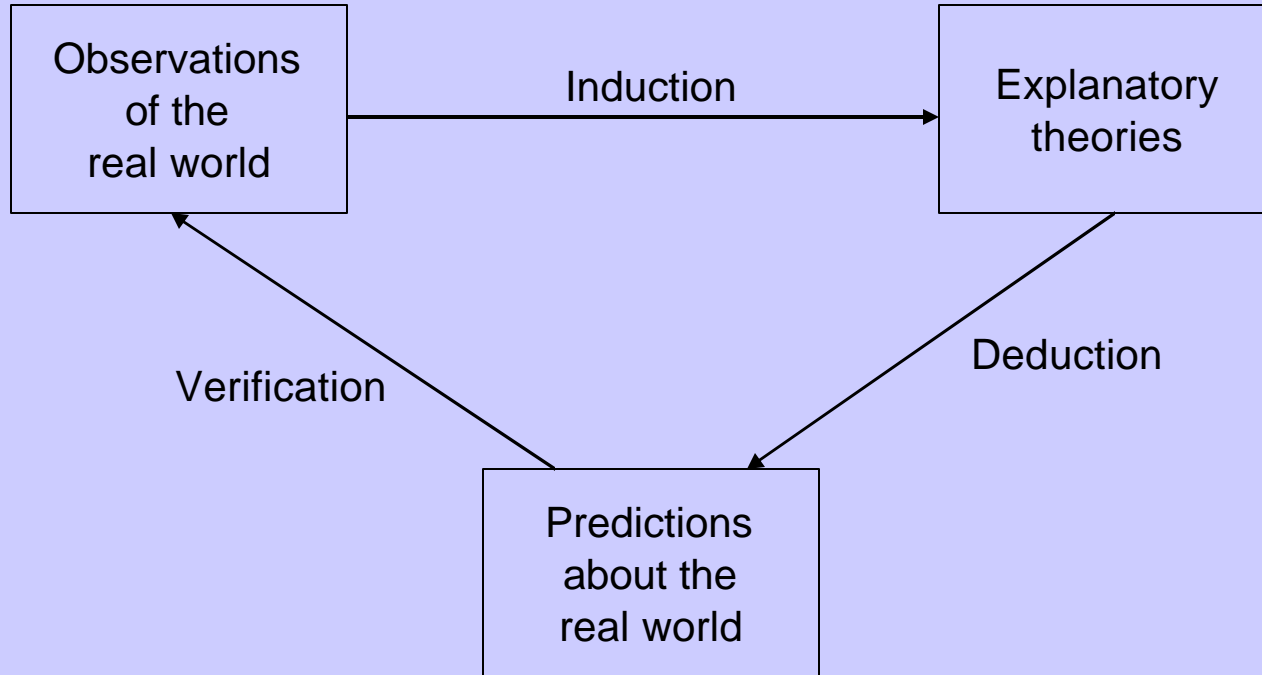 Observations
of the
real world
Induction
Explanatory
theories
Verification
Deduction
Predictions
about the
real world